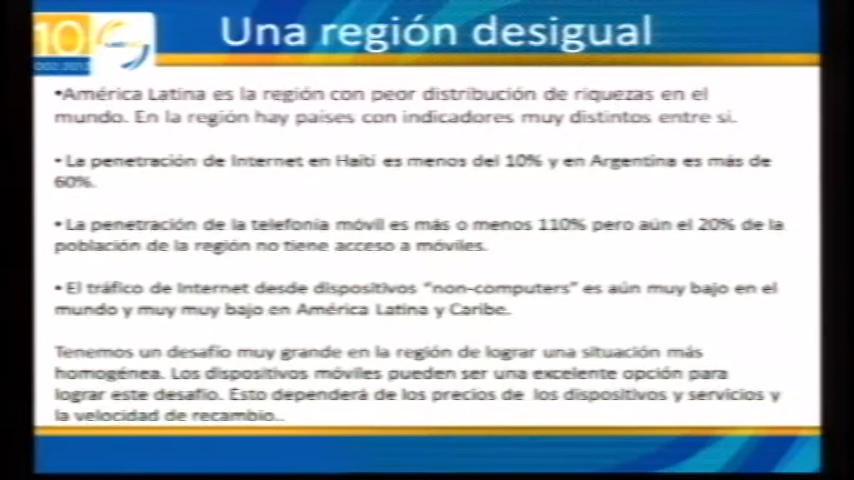 10
Una región desigual
•América Latina es la región con peor distribución de riquezas en el
mundo. En la región hay países con indicadores muy distintos entre si.
• La penetración de Internet en Haití es menos del 10% y en Argentina es más de
60%.
• La penetración de la telefonía móvil es más o menos 110% pero aún el 20% de la
población de la región no tiene acceso a móviles.
• El tráfico de Internet desde dispositivos “non-computers” es aún muy bajo en el
mundo y muy muy bajo en América Latina y Caribe.
Tenemos un desafío muy grande en la región de lograr una situación más
homogénea. Los dispositivos móviles pueden ser una excelente opción para
lograr este desafío. Esto dependerá de los precios de los dispositivos y servicios y
la velocidad de recambio..